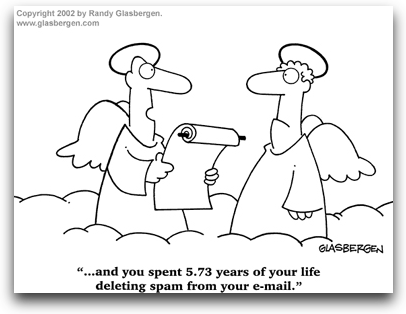 Copyright 2002 by Randy Glasbergen.
www.glasbergen.com
GLASBERGEN
“...and you spent 5.73 years of your life
deleting spam from your e-mail.”